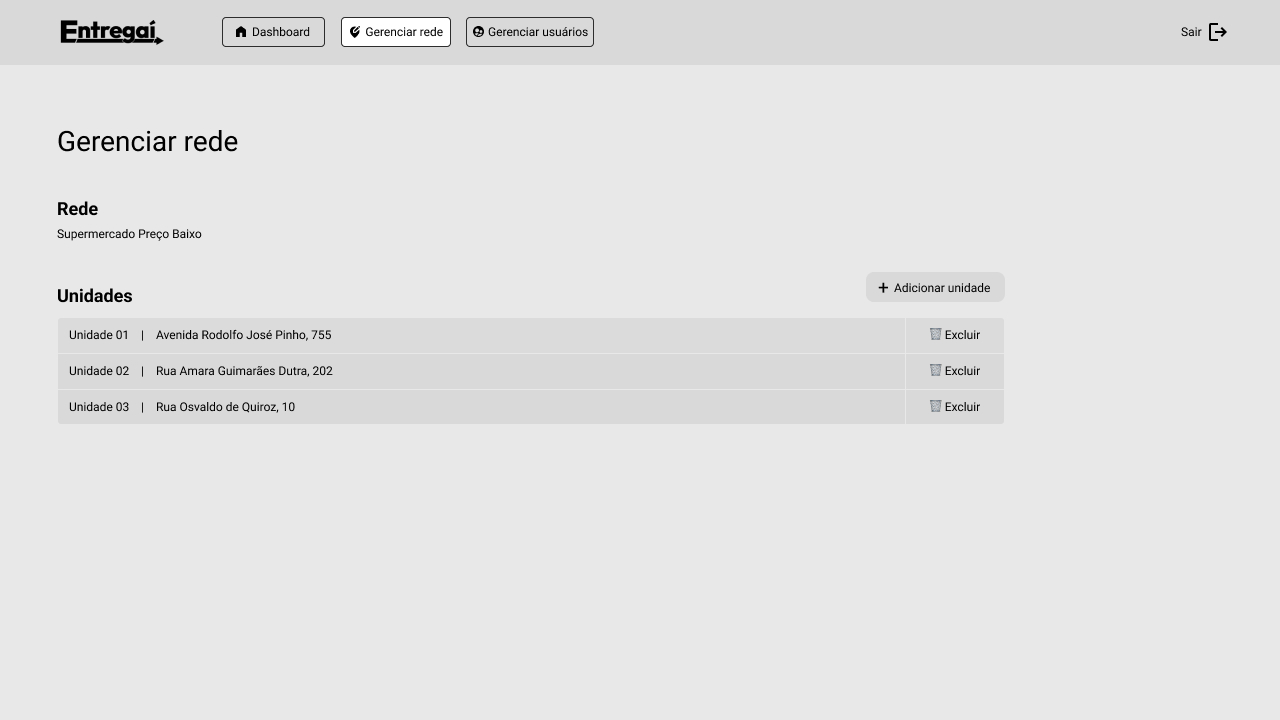 Entregaí
Dashboard
Gerenciar rede
Gerenciar usuários
Sair
Gerenciar rede
Rede
Supermercado Preço Baixo
Unidades
Adicionar unidade
Unidade 01 | Avenida Rodolfo José Pinho, 755 Excluir
Unidade 02 | Rua Amara Guimarães Dutra, 202 Excluir
Unidade 03 | Rua Osvaldo de Quiroz, 10 Excluir